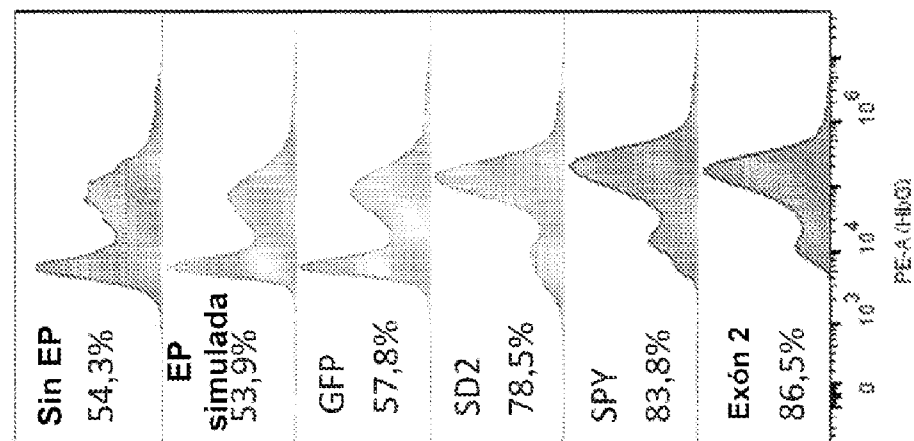 Sin EP
54,3%
EP
simulada
53,9%
GFP
57,8%
SD2
78,5%
SPY
83,8%
Exón 2
86,5%
0
10³
10⁴
10⁶
PE-A (HbG)